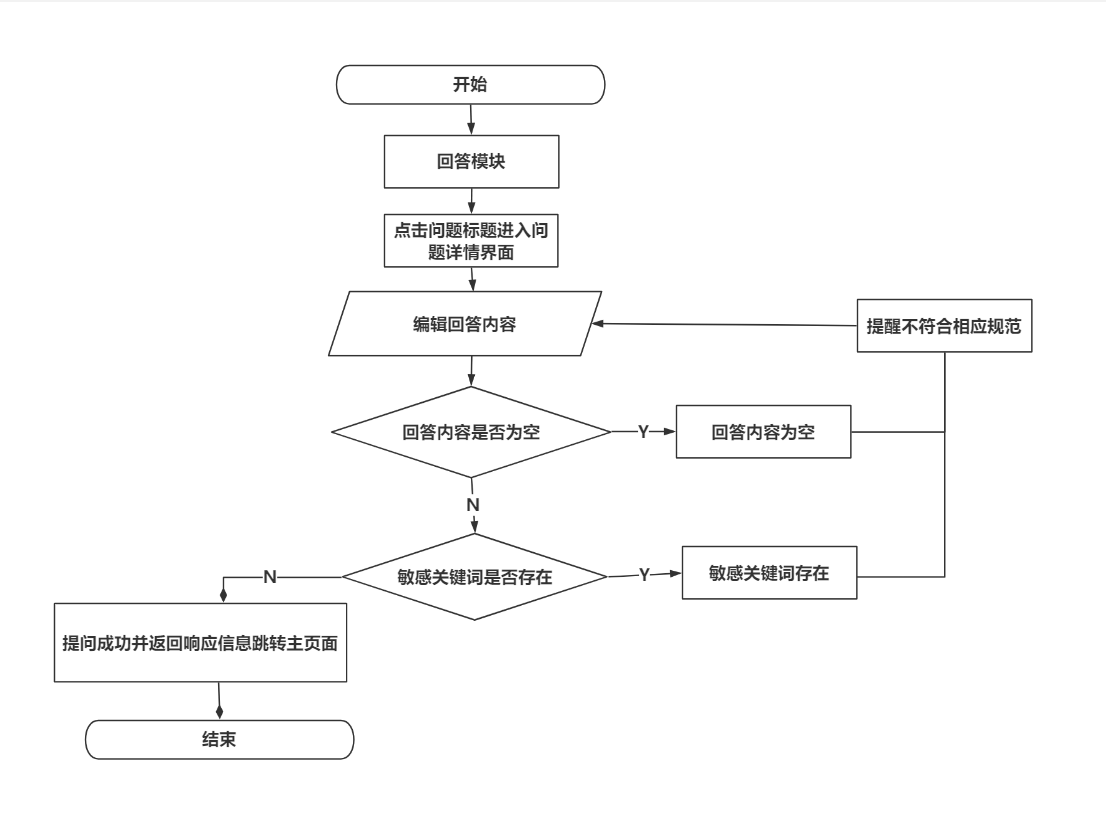 开始
回答模块
点击问题标题进入问
题详情界面
编辑回答内容
提醒不符合相应规范
回答内容是否为空
Y
回答内容为空
N
敏感关键词是否存在
Y
敏感关键词存在
N
提问成功并返回响应信息跳转主页面
结束